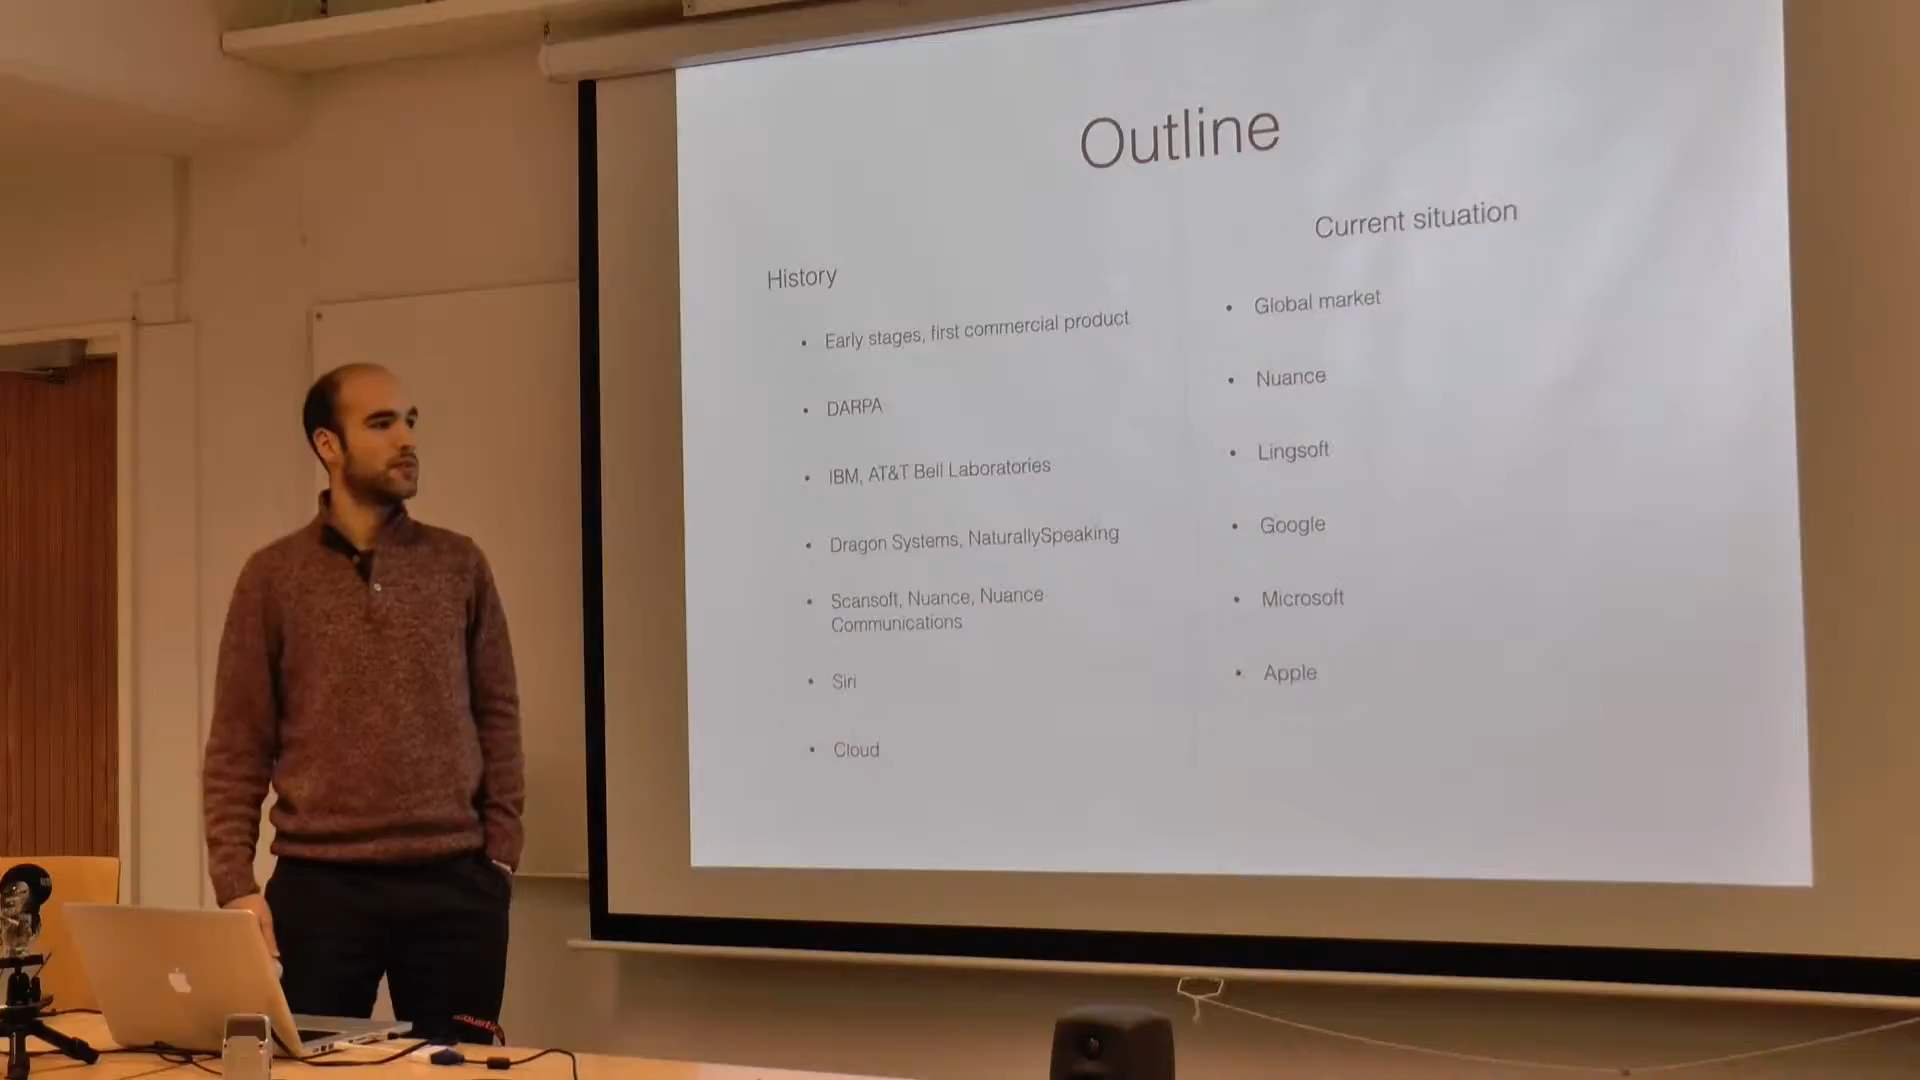 Outline
History
• Early stages, first commercial product
• DARPA
• IBM, AT&T Bell Laboratories
• Dragon Systems, NaturallySpeaking
• Scansoft, Nuance, Nuance
Communications
• Siri
• Cloud
Current situation
• Global market
• Nuance
• Lingsoft
• Google
• Microsoft
• Apple